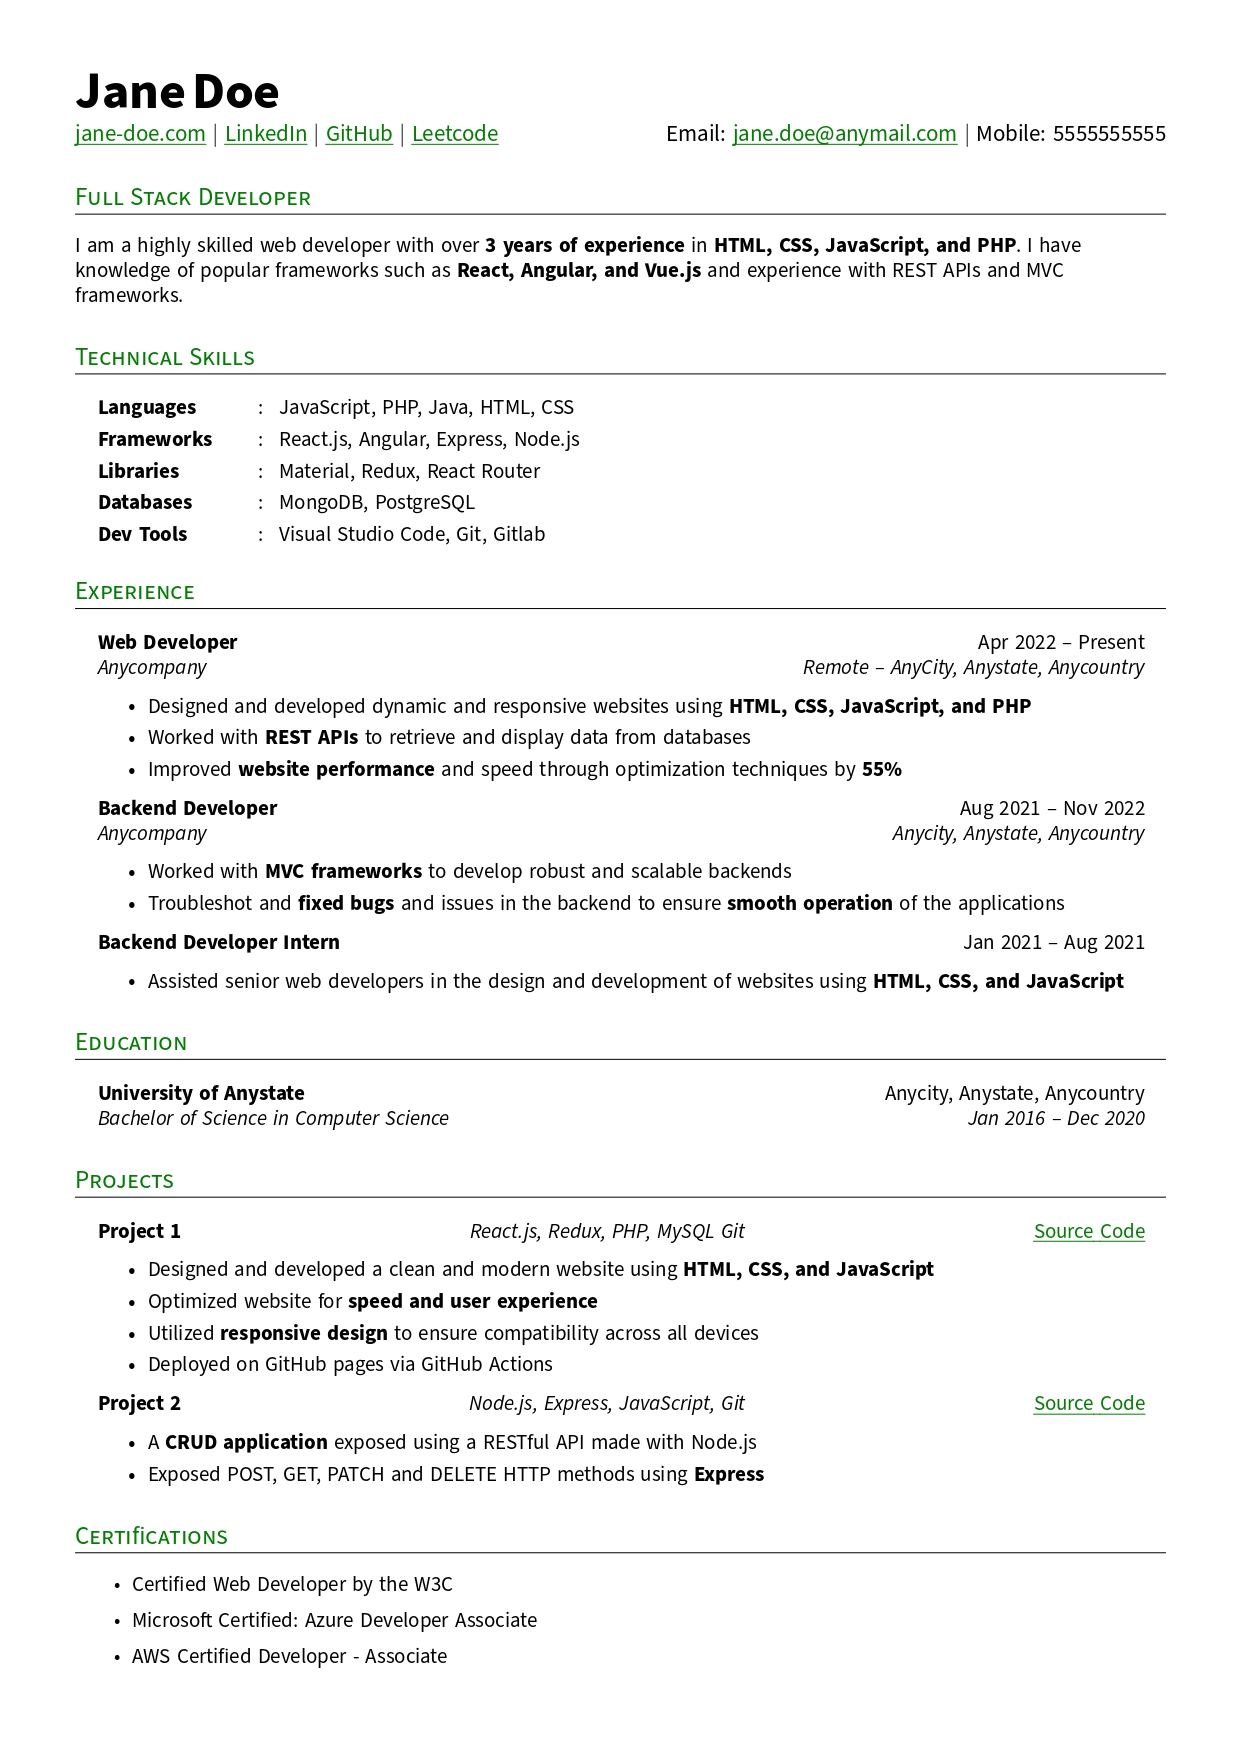 Jane Doe
jane-doe.com | LinkedIn | GitHub | Leetcode Email: jane.doe@anymail.com | Mobile: 5555555555
Full Stack Developer
I am a highly skilled web developer with over 3 years of experience in HTML, CSS, JavaScript, and PHP. I have
knowledge of popular frameworks such as React, Angular, and Vue.js and experience with REST APIs and MVC
frameworks.
Technical Skills
Languages : JavaScript, PHP, Java, HTML, CSS
Frameworks : React.js, Angular, Express, Node.js
Libraries : Material, Redux, React Router
Databases : MongoDB, PostgreSQL
Dev Tools : Visual Studio Code, Git, Gitlab
Experience
Web Developer Apr 2022 – Present
Anycompany Remote – AnyCity, Anystate, Anycountry
• Designed and developed dynamic and responsive websites using HTML, CSS, JavaScript, and PHP
• Worked with REST APIs to retrieve and display data from databases
• Improved website performance and speed through optimization techniques by 55%
Backend Developer Aug 2021 – Nov 2022
Anycompany Anycity, Anystate, Anycountry
• Worked with MVC frameworks to develop robust and scalable backends
• Troubleshot and fixed bugs and issues in the backend to ensure smooth operation of the applications
Backend Developer Intern Jan 2021 – Aug 2021
• Assisted senior web developers in the design and development of websites using HTML, CSS, and JavaScript
Education
University of Anystate Anycity, Anystate, Anycountry
Bachelor of Science in Computer Science Jan 2016 – Dec 2020
Projects
Project 1 React.js, Redux, PHP, MySQL Git Source Code
• Designed and developed a clean and modern website using HTML, CSS, and JavaScript
• Optimized website for speed and user experience
• Utilized responsive design to ensure compatibility across all devices
• Deployed on GitHub pages via GitHub Actions
Project 2 Node.js, Express, JavaScript, Git Source Code
• A CRUD application exposed using a RESTful API made with Node.js
• Exposed POST, GET, PATCH and DELETE HTTP methods using Express
Certifications
• Certified Web Developer by the W3C
• Microsoft Certified: Azure Developer Associate
• AWS Certified Developer - Associate